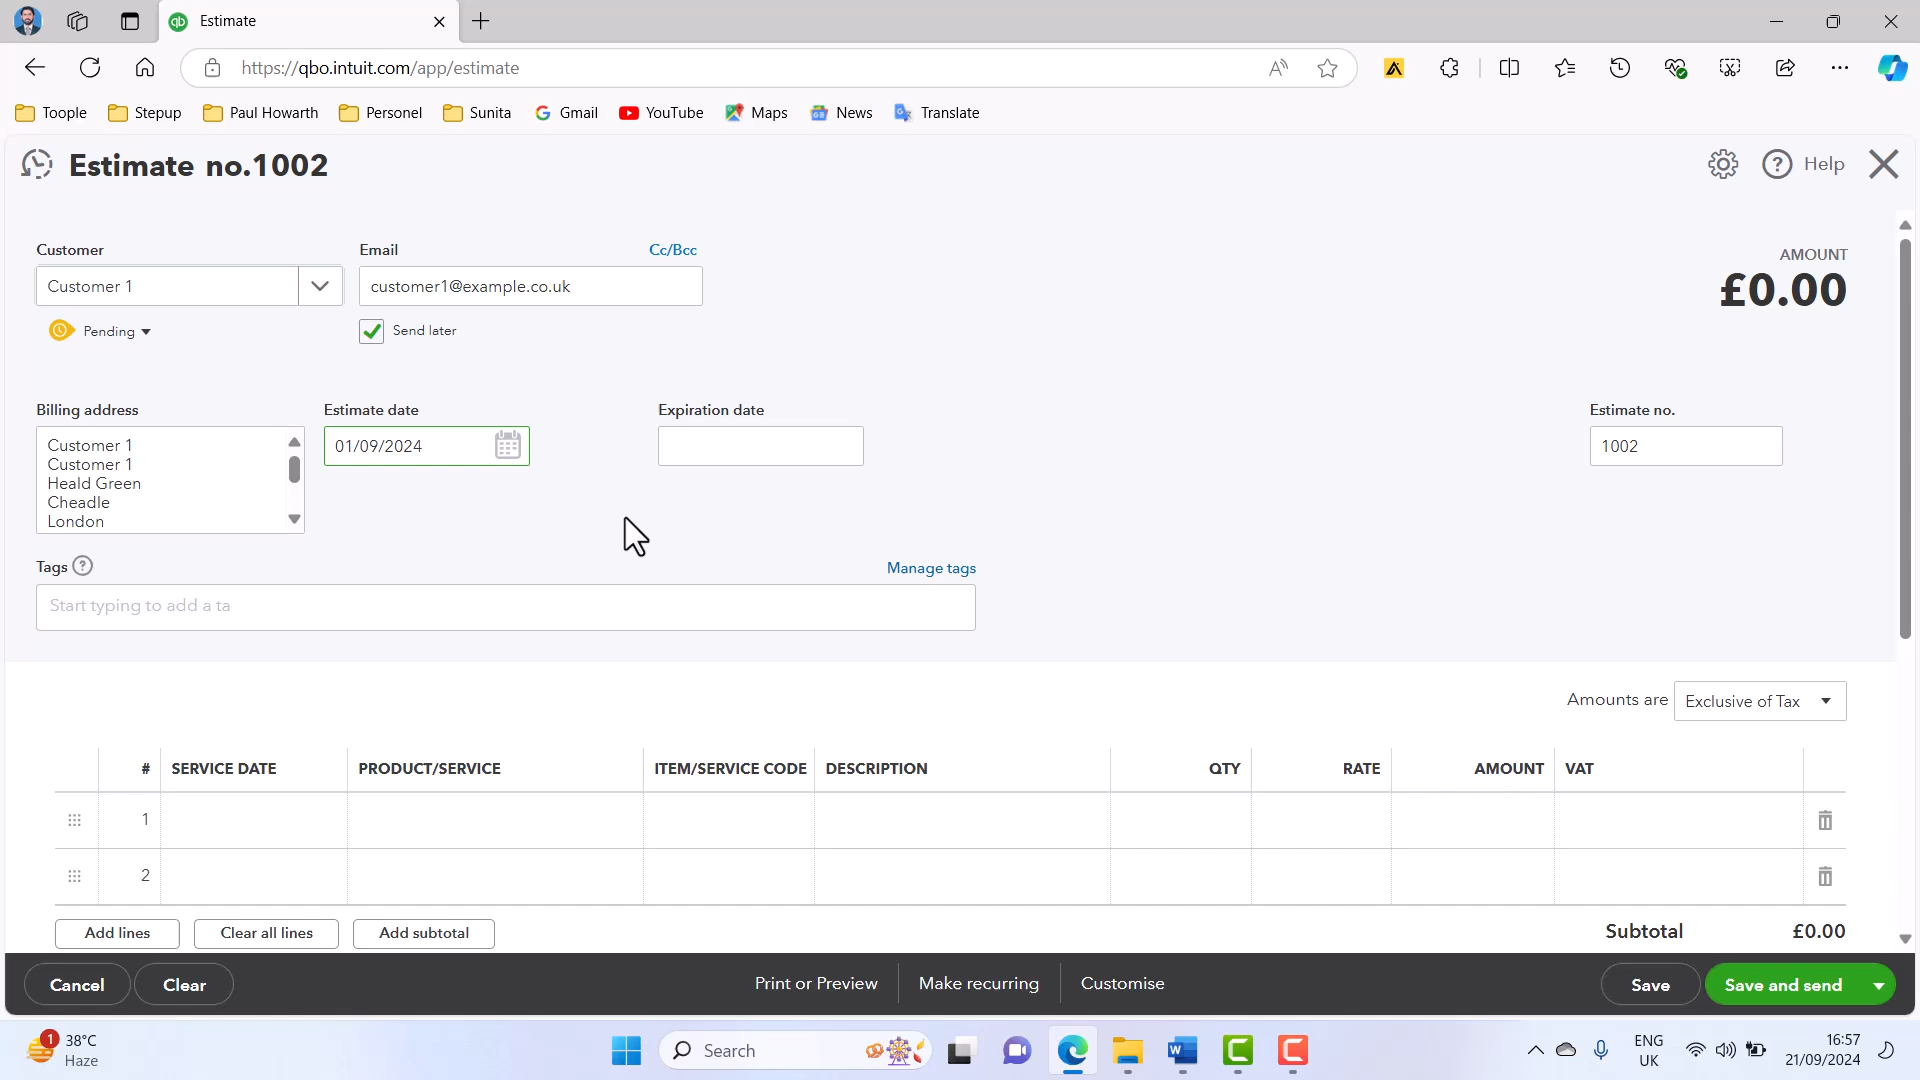 Estimate
https://qbo.intuit.com/app/estimate
Toople Stepup Paul Howarth Personel Sunita Gmail YouTube Maps News Translate
Estimate no.1002
Help
Customer
Email
Cc/Bcc
AMOUNT
Customer 1
customer1@example.co.uk
£0.00
Pending
Send later
Billing address
Estimate date
Expiration date
Estimate no.
Customer 1
Customer 1
Heald Green
Cheadle
London
01/09/2024
1002
Tags
Manage tags
Start typing to add a ta
Amounts are Exclusive of Tax
# SERVICE DATE PRODUCT/SERVICE ITEM/SERVICE CODE DESCRIPTION QTY RATE AMOUNT VAT
1
2
Add lines Clear all lines Add subtotal Subtotal £0.00
Cancel Clear Print or Preview Make recurring Customise Save Save and send
1
38°C
Haze
Search
ENG
UK
16:57
21/09/2024